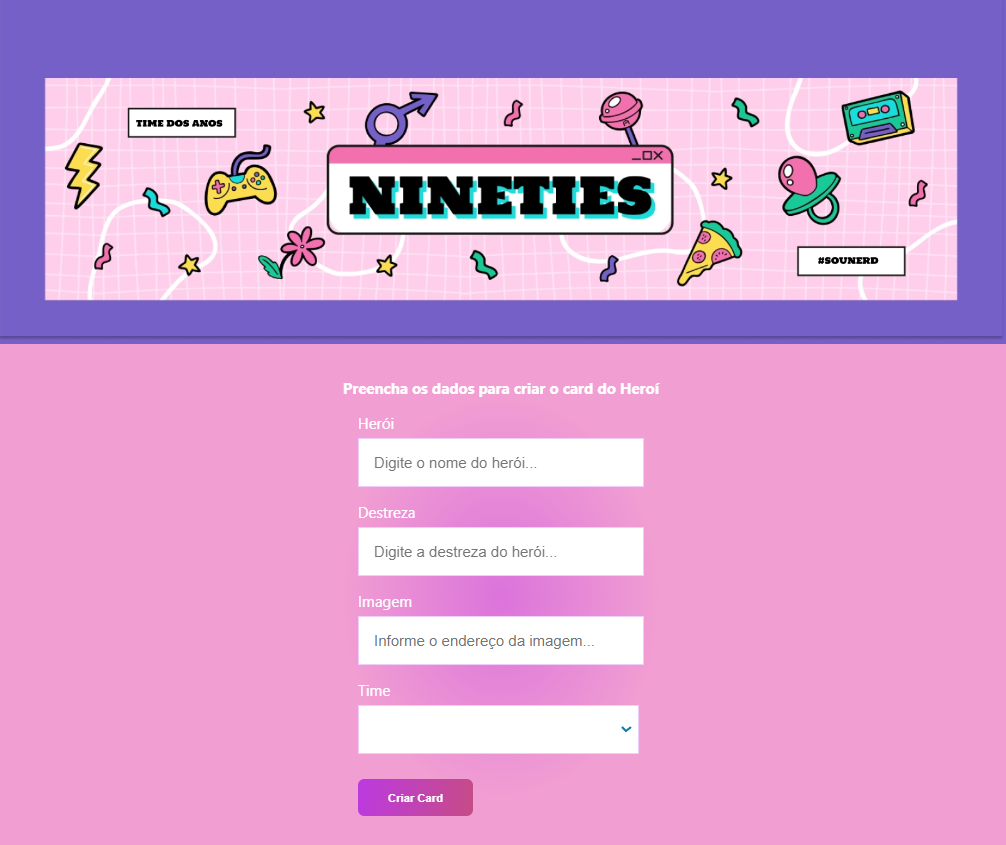 TIME DOS ANOS
_OX
NINETIES
#SOUNERD
Preencha os dados para criar o card do Heroí
Herói
Digite o nome do herói...
Destreza
Digite a destreza do herói...
Imagem
Informe o endereço da imagem...
Time
Criar Card